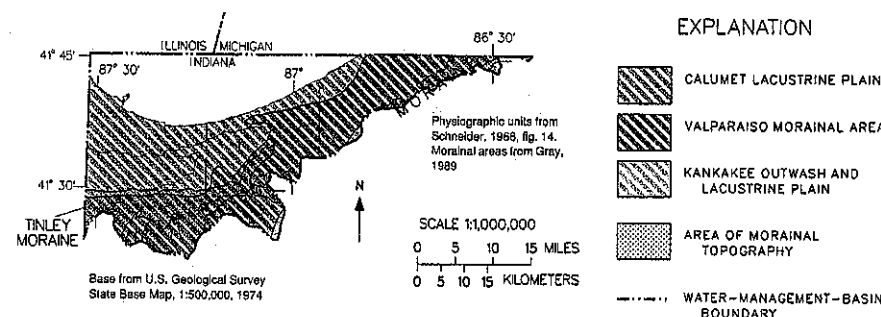 ILLINOIS MICHIGAN
INDIANA
41° 45'
87° 30'
87°
86° 30'
MORA
Physiographic units from
Schneider, 1966, fig. 14.
Morainal areas from Gray,
1989
41° 30'
TINLEY
MORAINE
N
SCALE 1:1,000,000
0 5 10 15 MILES
0 5 10 15 KILOMETERS
Base from U.S. Geological Survey
State Base Map, 1:500,000, 1974
EXPLANATION
CALUMET LACUSTRINE PLAIN
VALPARAISO MORAINAL AREA
KANKAKEE OUTWASH AND
LACUSTRINE PLAIN
AREA OF MORAINAL
TOPOGRAPHY
WATER-MANAGEMENT-BASIN
BOUNDARY